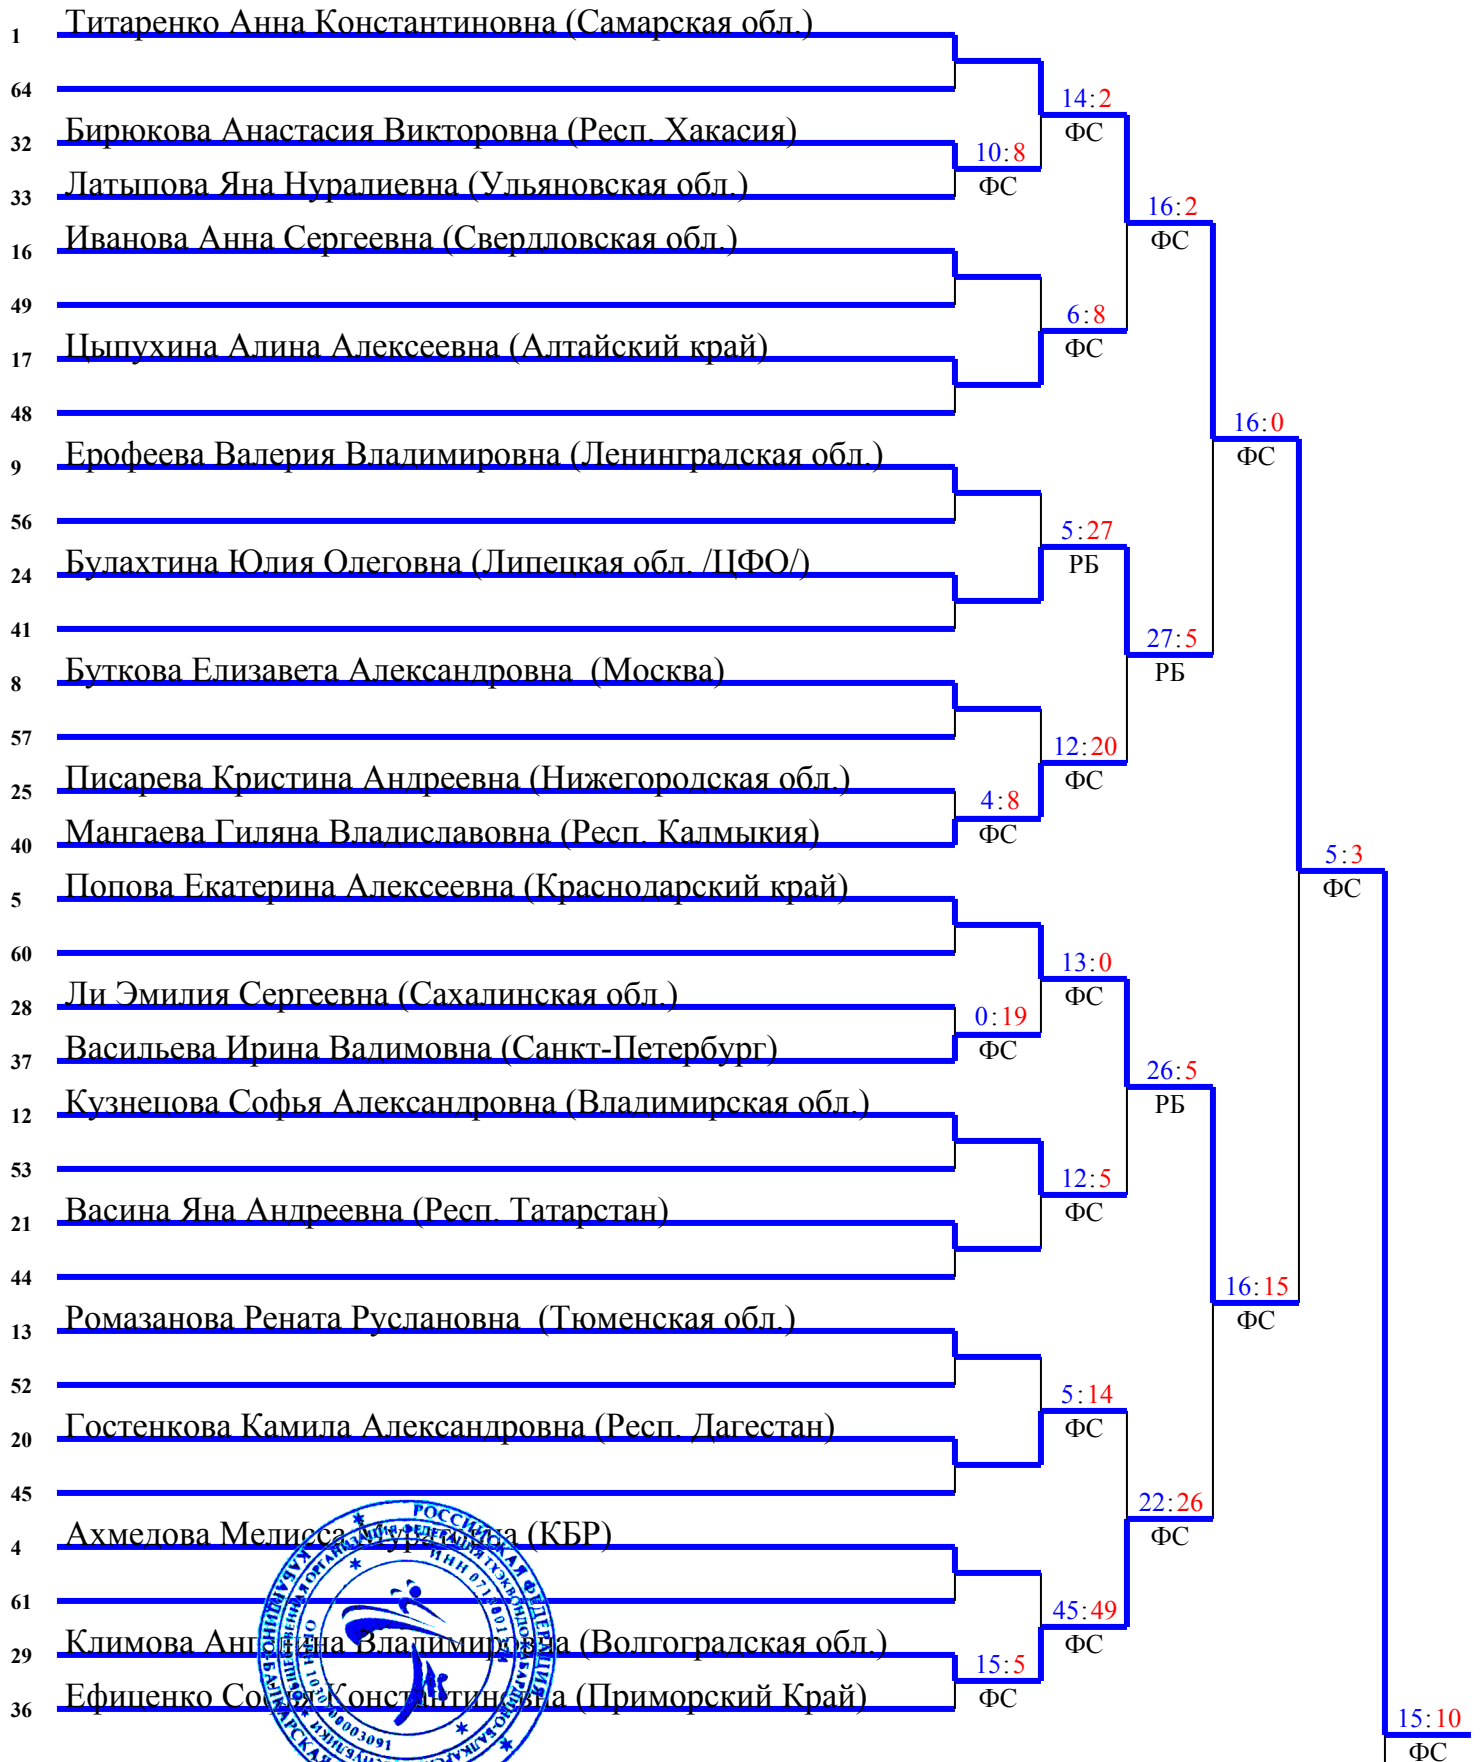 1 Титаренко Анна Константиновна (Самарская обл.)
64
14:2
ФС
32 Бирюкова Анастасия Викторовна (Респ. Хакасия)
10:8
ФС
33 Латыпова Яна Нуралиевна (Ульяновская обл.)
16:2
ФС
16 Иванова Анна Сергеевна (Свердловская обл.)
49
6:8
ФС
17 Цыпухина Алина Алексеевна (Алтайский край)
48
16:0
ФС
9 Ерофеева Валерия Владимировна (Ленинградская обл.)
56
5:27
РБ
24 Булахтина Юлия Олеговна (Липецкая обл. /ЦФО/)
41
27:5
РБ
8 Буткова Елизавета Александровна (Москва)
57
12:20
ФС
25 Писарева Кристина Андреевна (Нижегородская обл.)
4:8
ФС
40 Мангаева Гиляна Владиславовна (Респ. Калмыкия)
5:3
ФС
5 Попова Екатерина Алексеевна (Краснодарский край)
60
13:0
ФС
28 Ли Эмилия Сергеевна (Сахалинская обл.)
0:19
ФС
37 Васильева Ирина Вадимовна (Санкт-Петербург)
26:5
РБ
12 Кузнецова Софья Александровна (Владимирская обл.)
53
12:5
ФС
21 Васина Яна Андреевна (Респ. Татарстан)
44
16:15
ФС
13 Ромазанова Рената Руслановна (Тюменская обл.)
52
5:14
ФС
20 Гостенкова Камила Александровна (Респ. Дагестан)
45
22:26
ФС
4 Ахмедова Мелисса (КБР)
61
45:49
ФС
29 Климова Ангелина Владимировна (Волгоградская обл.)
15:5
ФС
36 Ефиценко Софья Константиновна (Приморский Край)
15:10
ФС
РОССИЙСКАЯ ФЕДЕРАЦИЯ